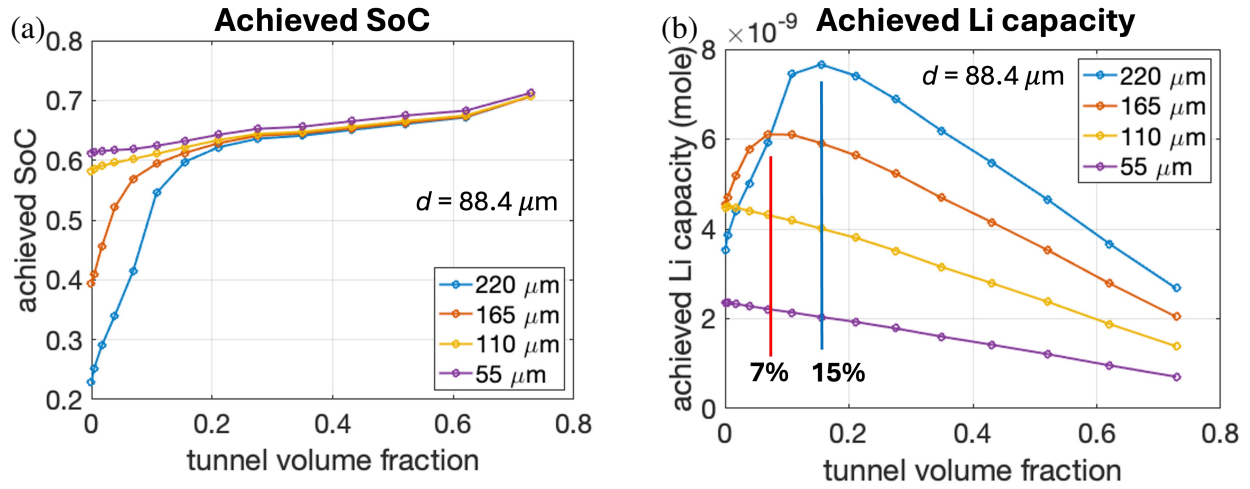 (a)
Achieved SoC
0.8
0.7
0.6
0.5
0.4
0.3
0.2
0
0.2
0.4
0.6
0.8
achieved SoC
tunnel volume fraction
d = 88.4 μm
220 μm
165 μm
110 μm
55 μm
(b)
Achieved Li capacity
×10⁻⁹
8
6
4
2
0
0
0.2
0.4
0.6
0.8
achieved Li capacity (mole)
tunnel volume fraction
d = 88.4 μm
220 μm
165 μm
110 μm
55 μm
7%
15%